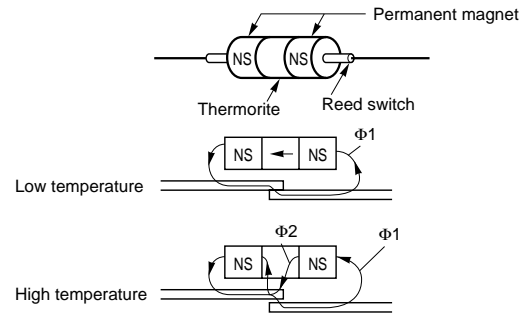 Permanent magnet
NS NS
Thermorite
Reed switch
Φ1
NS NS
Low temperature
Φ2 Φ1
NS NS
High temperature